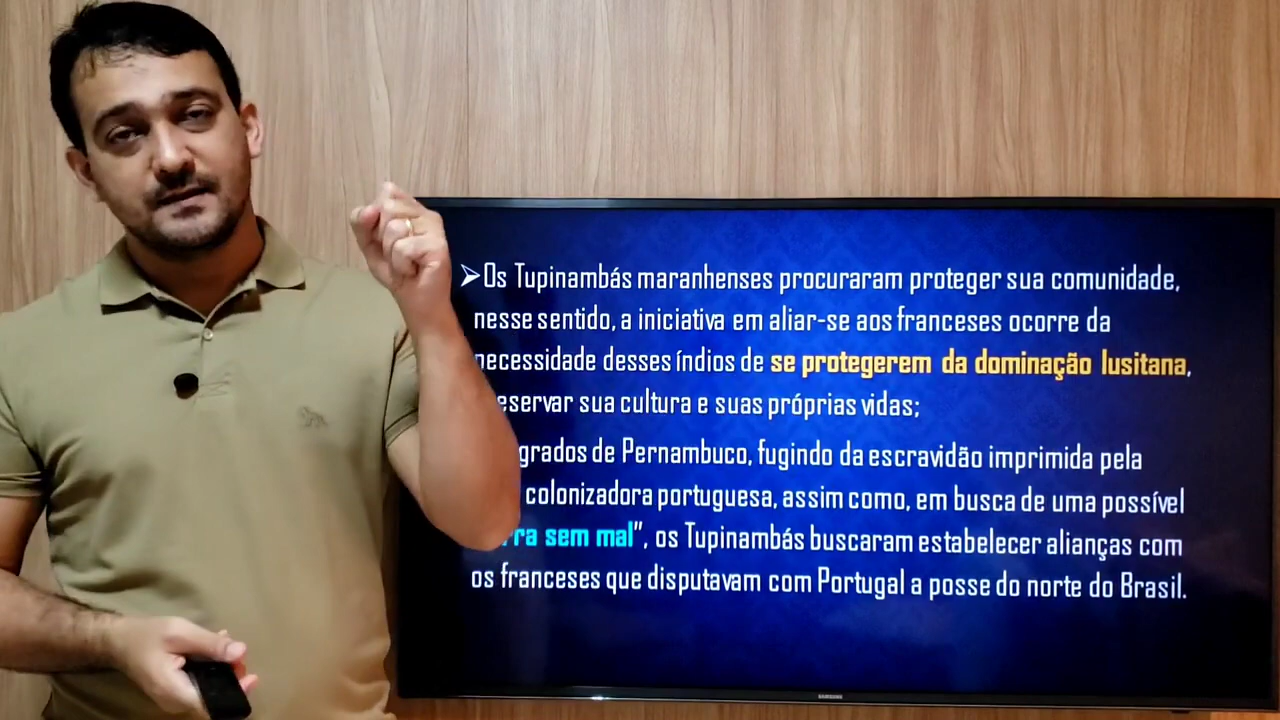 Os Tupinambás maranhenses procuraram proteger sua comunidade,
nesse sentido, a iniciativa em aliar-se aos franceses ocorre da
necessidade desses índios de se protegerem da dominação lusitana,
sua cultura e suas próprias vidas;
de Pernambuco, fugindo da escravidão imprimida pela
colonizadora portuguesa, assim como, em busca de uma possível
sem mal”, os Tupinambás buscaram estabelecer alianças com
os franceses que disputavam com Portugal a posse do norte do Brasil.
SAMSUNG